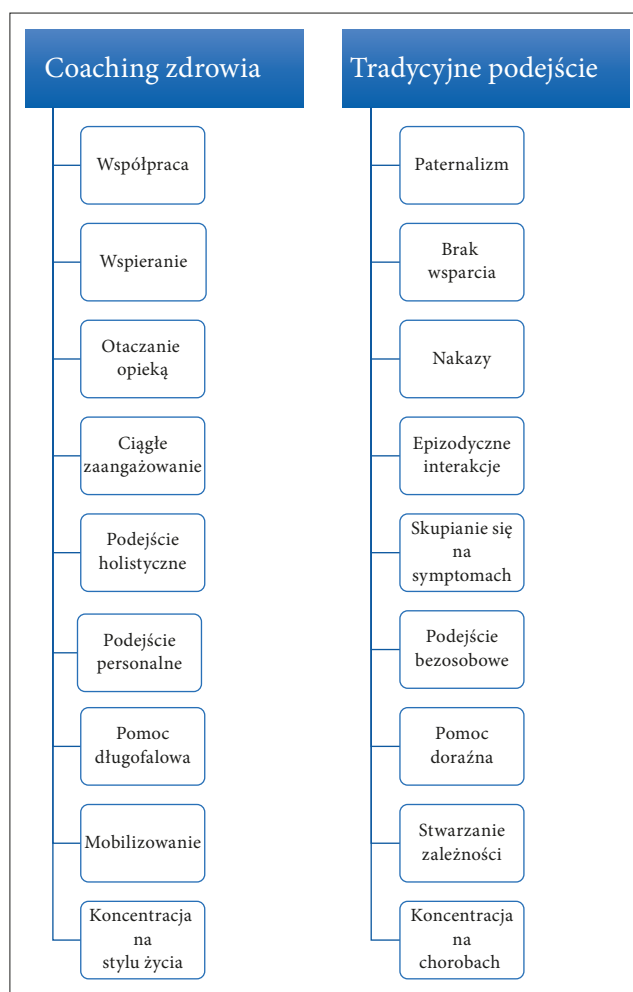 Coaching zdrowia
Współpraca
Wspieranie
Otaczanie
opieką
Ciągłe
zaangażowanie
Podejście
holistyczne
Podejście
personalne
Pomoc
długofalowa
Mobilizowanie
Koncentracja
na
stylu życia
Tradycyjne podejście
Paternalizm
Brak
wsparcia
Nakazy
Epizodyczne
interakcje
Skupianie się
na
symptomach
Podejście
bezosobowe
Pomoc
doraźna
Stwarzanie
zależności
Koncentracja
na
chorobach